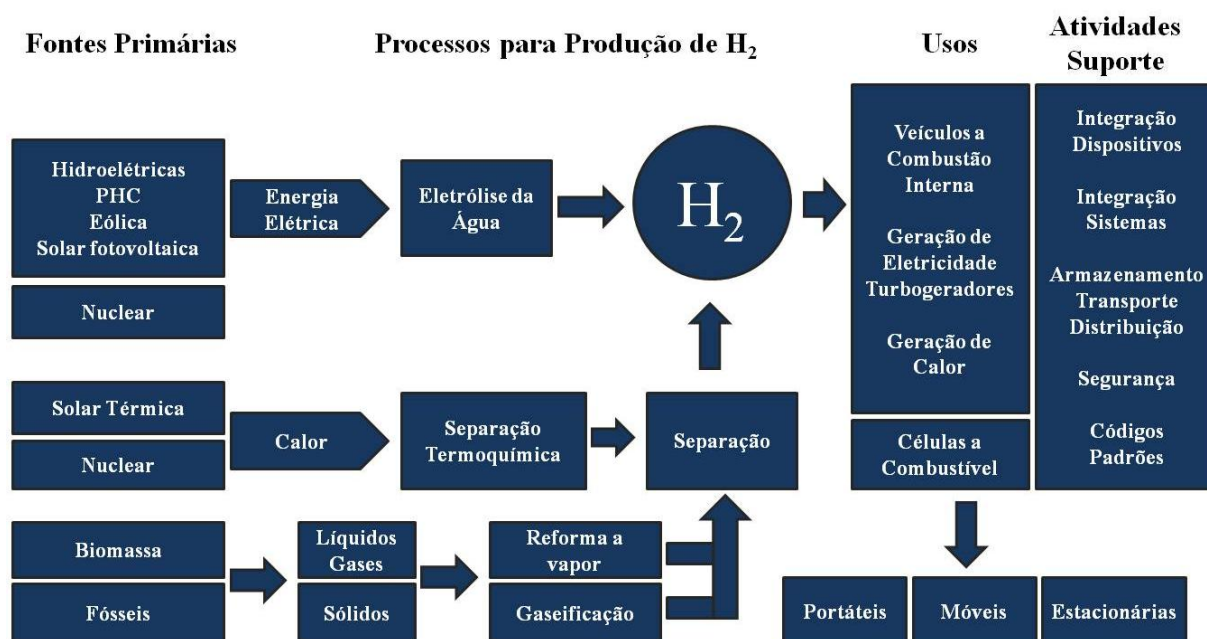 Fontes Primárias
Processos para Produção de H₂
Usos
Atividades
Suporte
Hidroelétricas
PHC
Eólica
Solar fotovoltaica
Nuclear
Energia
Elétrica
Eletrólise da
Água
H₂
Solar Térmica
Nuclear
Calor
Separação
Termoquímica
Separação
Biomassa
Fósseis
Líquidos
Gases
Sólidos
Reforma a
vapor
Gaseificação
Veículos a
Combustão
Interna
Geração de
Eletricidade
Turbogeradores
Geração de
Calor
Células a
Combustível
Integração
Dispositivos
Integração
Sistemas
Armazenamento
Transporte
Distribuição
Segurança
Códigos
Padrões
Portáteis
Móveis
Estacionárias